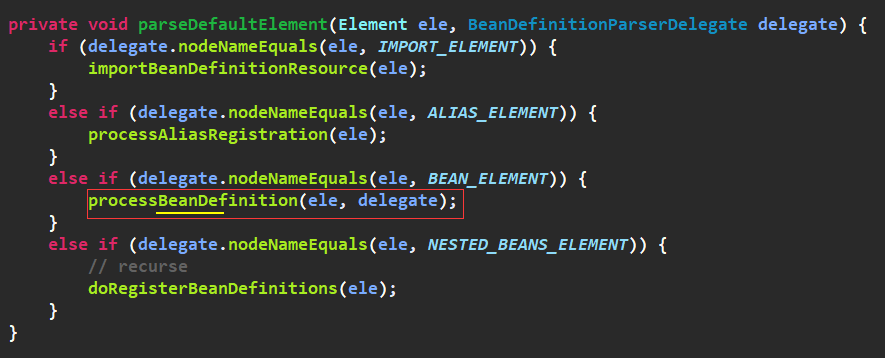 private void parseDefaultElement(Element ele, BeanDefinitionParserDelegate delegate) {
    if (delegate.nodeNameEquals(ele, IMPORT_ELEMENT)) {
        importBeanDefinitionResource(ele);
    }
    else if (delegate.nodeNameEquals(ele, ALIAS_ELEMENT)) {
        processAliasRegistration(ele);
    }
    else if (delegate.nodeNameEquals(ele, BEAN_ELEMENT)) {
        processBeanDefinition(ele, delegate);
    }
    else if (delegate.nodeNameEquals(ele, NESTED_BEANS_ELEMENT)) {
        // recurse
        doRegisterBeanDefinitions(ele);
    }
}